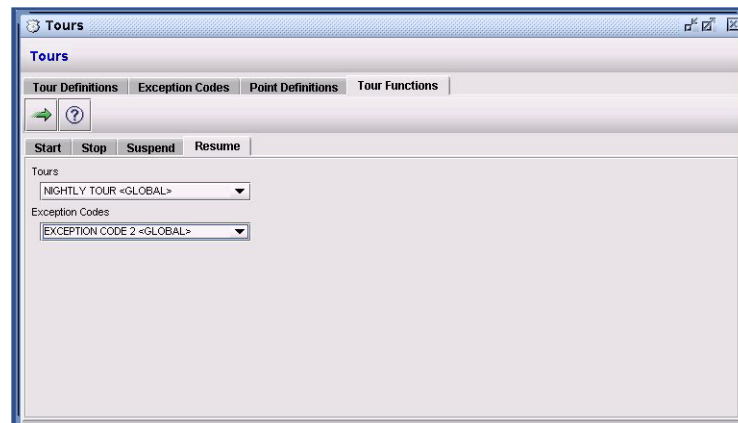 Tours
Tours
Tour Definitions Exception Codes Point Definitions Tour Functions
Start Stop Suspend Resume
Tours
NIGHTLY TOUR <GLOBAL>
Exception Codes
EXCEPTION CODE 2 <GLOBAL>